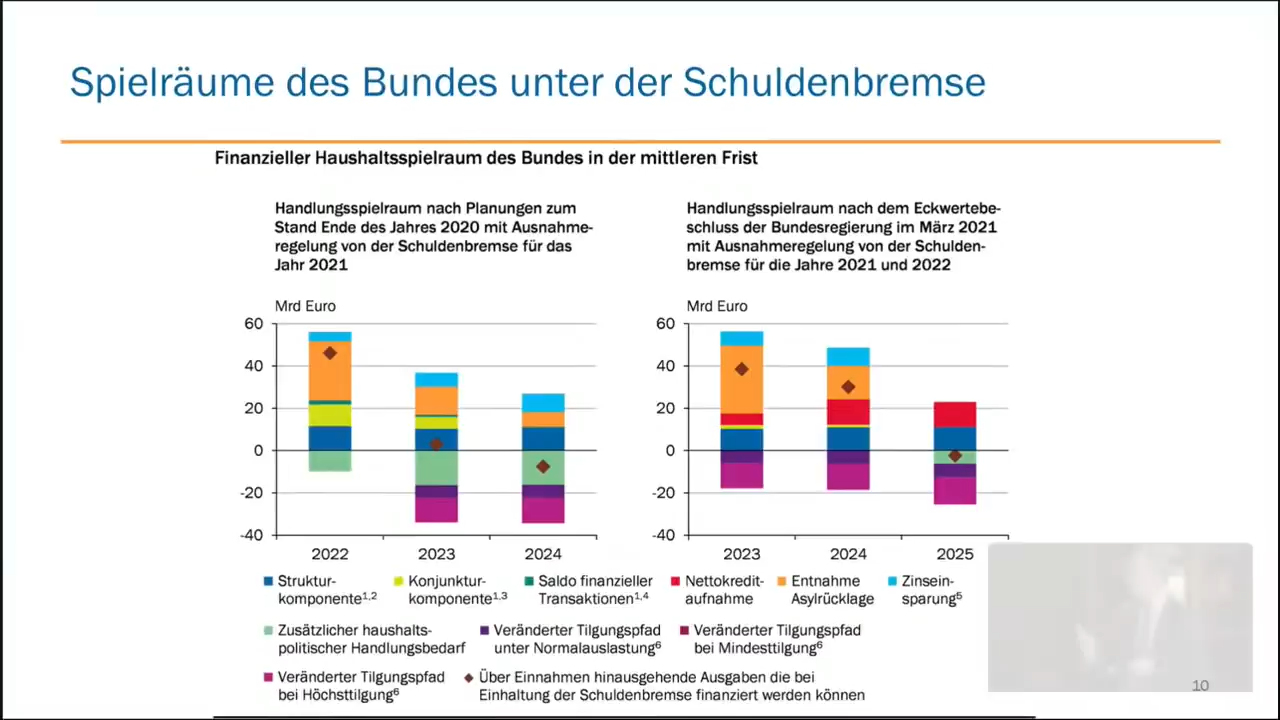 Spielräume des Bundes unter der Schuldenbremse
Finanzieller Haushaltsspielraum des Bundes in der mittleren Frist
Handlungsspielraum nach Planungen zum
Stand Ende des Jahres 2020 mit Ausnahme-
regelung von der Schuldenbremse für das
Jahr 2021
Mrd Euro
60
40
20
0
-20
-40
2022 2023 2024
Handlungsspielraum nach dem Eckwertebe-
schluss der Bundesregierung im März 2021
mit Ausnahmeregelung von der Schulden-
bremse für die Jahre 2021 und 2022
Mrd Euro
60
40
20
0
-20
-40
2023 2024 2025
Struktur-
komponente1,2
Konjunktur-
komponente1,3
Saldo finanzieller
Transaktionen1,4
Nettokredit-
aufnahme
Entnahme
Asylrücklage
Zinsein-
sparung5
Zusätzlicher haushalts-
politischer Handlungsbedarf
Veränderter Tilgungspfad
unter Normalauslastung6
Veränderter Tilgungspfad
bei Mindesttilgung6
Veränderter Tilgungspfad
bei Höchsttilgung6
Über Einnahmen hinausgehende Ausgaben die bei
Einhaltung der Schuldenbremse finanziert werden können
10